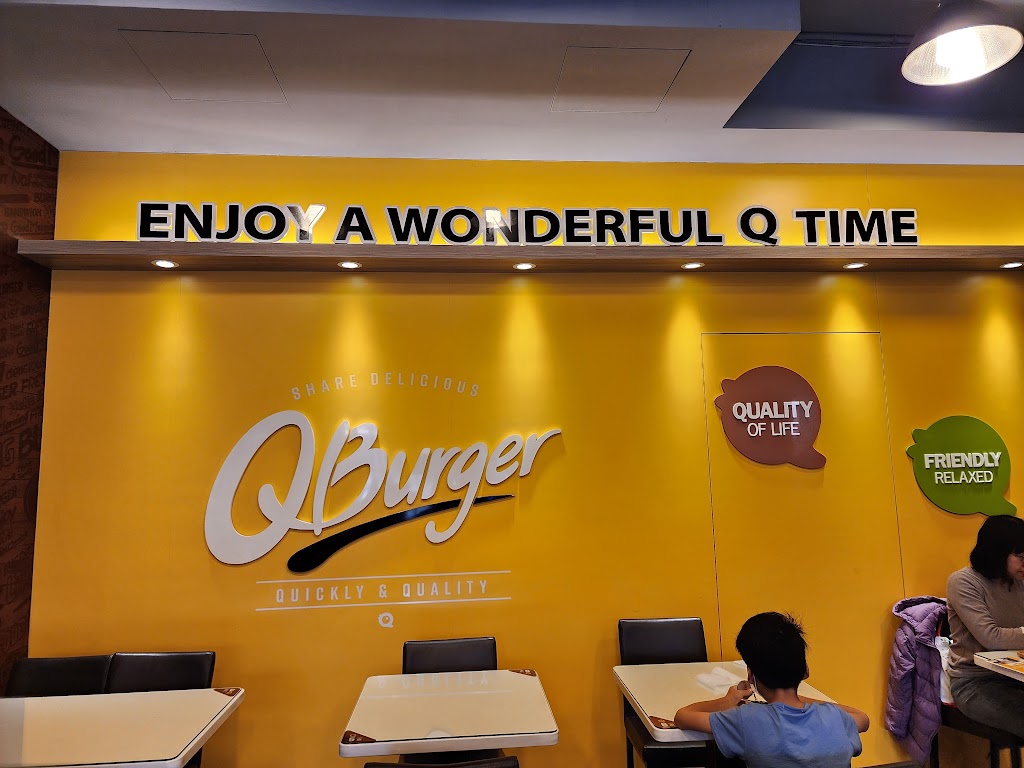 ENJOY A WONDERFUL Q TIME
SHARE DELICIOUS
QBurger
QUICKLY & QUALITY
QUALITY
OF LIFE
FRIENDLY
RELAXED